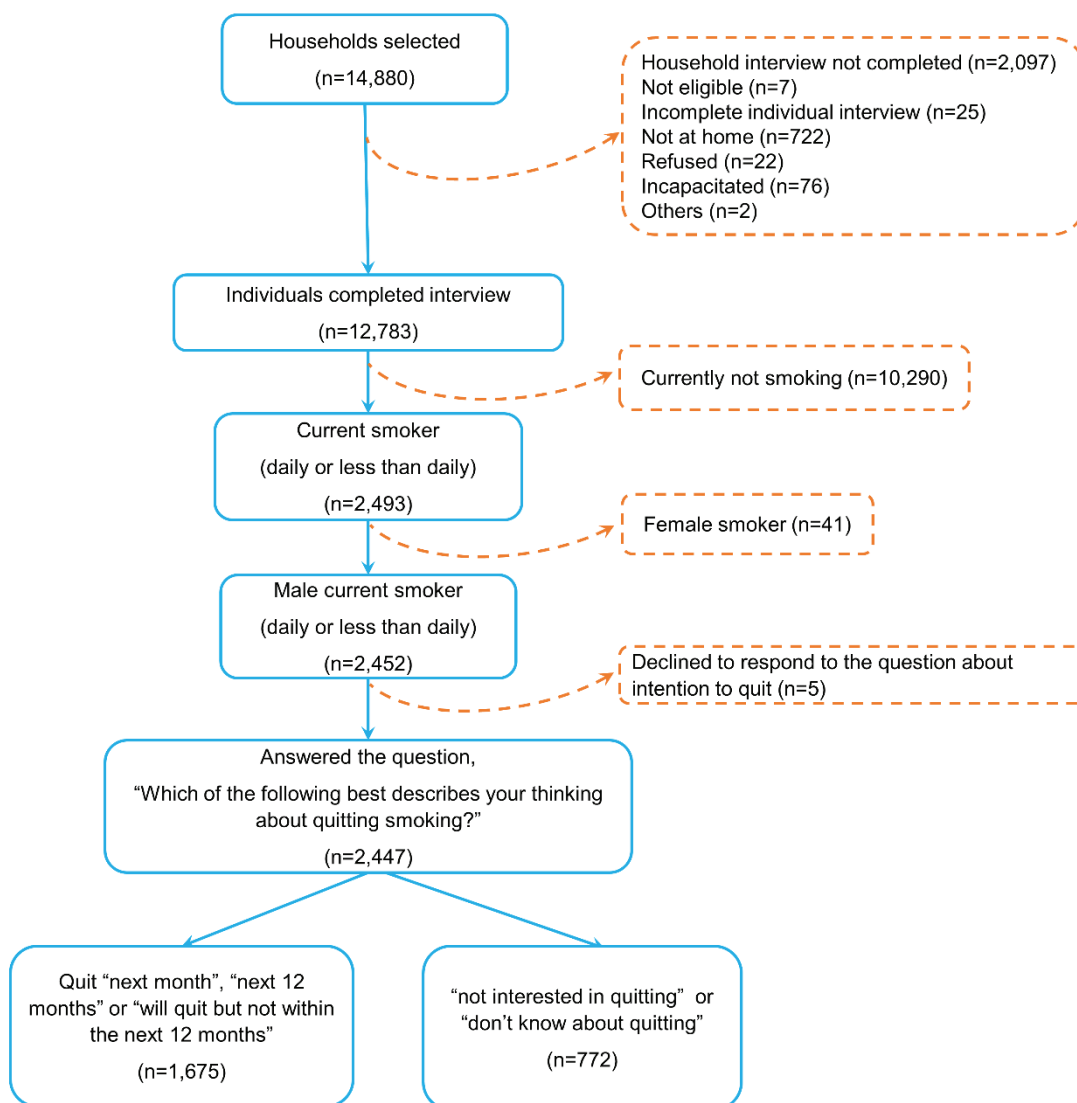 Households selected
(n=14,880)
Household interview not completed (n=2,097)
Not eligible (n=7)
Incomplete individual interview (n=25)
Not at home (n=722)
Refused (n=22)
Incapacitated (n=76)
Others (n=2)
Individuals completed interview
(n=12,783)
Currently not smoking (n=10,290)
Current smoker
(daily or less than daily)
(n=2,493)
Female smoker (n=41)
Male current smoker
(daily or less than daily)
(n=2,452)
Declined to respond to the question about
intention to quit (n=5)
Answered the question,
“Which of the following best describes your thinking
about quitting smoking?”
(n=2,447)
Quit “next month”, “next 12
months” or “will quit but not within
the next 12 months”
(n=1,675)
“not interested in quitting” or
“don’t know about quitting”
(n=772)